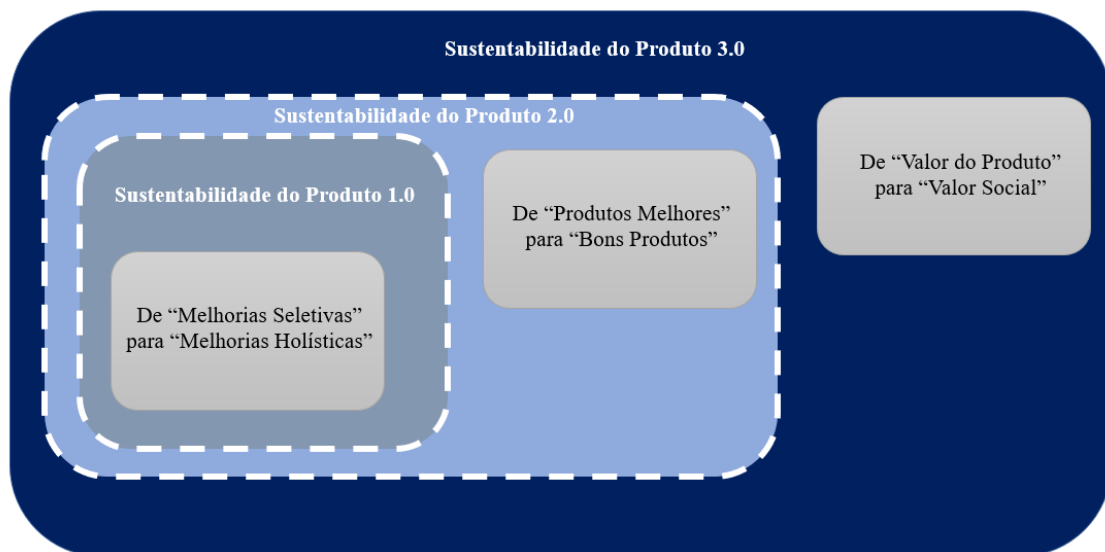 Sustentabilidade do Produto 3.0
Sustentabilidade do Produto 2.0
Sustentabilidade do Produto 1.0
De “Melhorias Seletivas”
para “Melhorias Holísticas”
De “Produtos Melhores”
para “Bons Produtos”
De “Valor do Produto”
para “Valor Social”